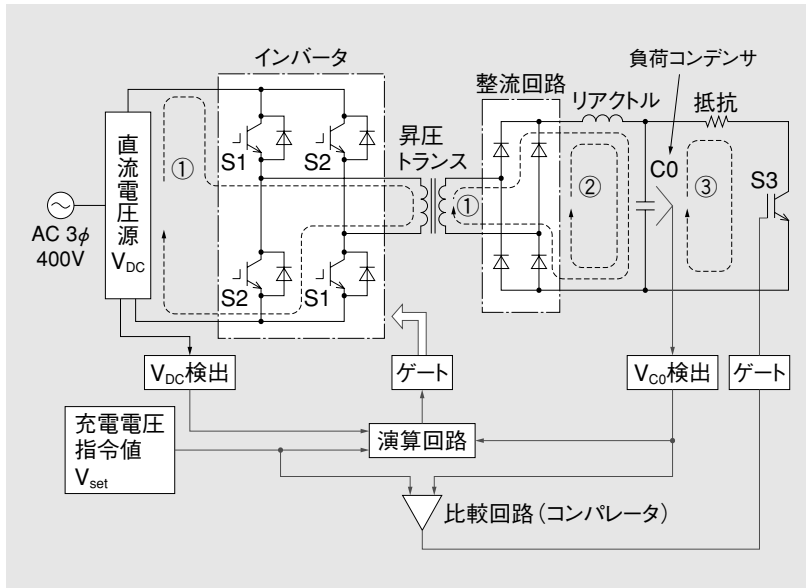 負荷コンデンサ
インバータ
整流回路
リアクトル
抵抗
直流電圧源
V_DC
AC 3φ
400V
①
S1
S2
昇圧
トランス
①
②
C0
③
S3
S2
S1
V_DC検出
ゲート
V_C0検出
ゲート
充電電圧
指令値
V_set
演算回路
比較回路（コンパレータ）